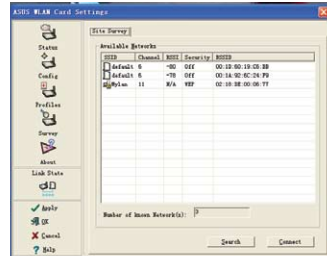 ASUS WLAN Card Settings
Site Survey
Status
Config
Profiles
Survey
About
Link State
Apply
OK
Cancel
Help
Available Networks
SSID Channel RSSI Security BSSID
default 6 -60 Off
default 6 -78 Off
Mylan 11 N/A WEP
Number of known Network(s): 3
Search Connect